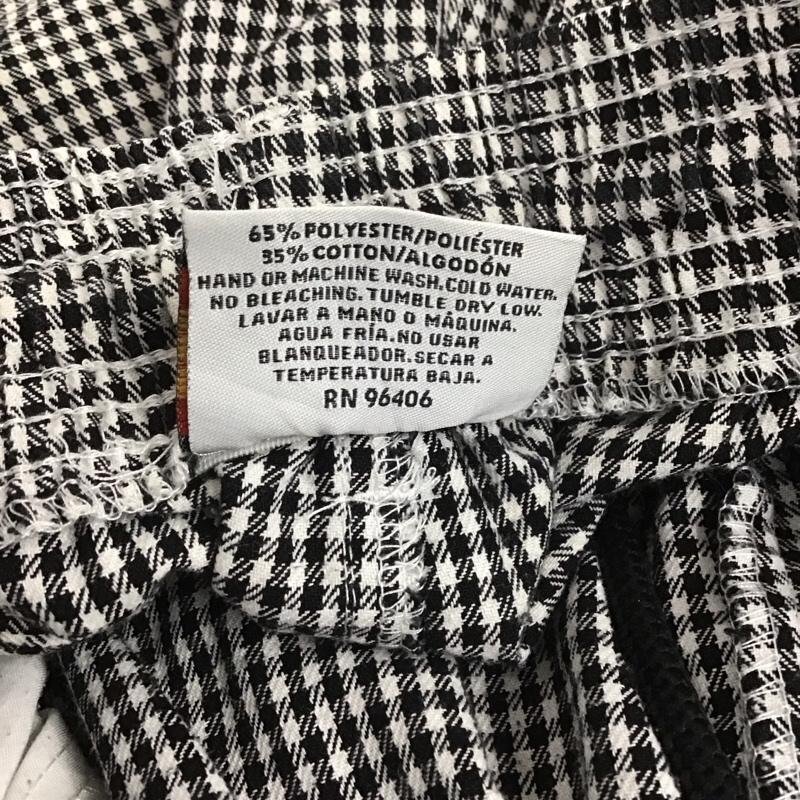 65% POLYESTER/POLIÉSTER
35% COTTON/ALGODÓN
HAND OR MACHINE WASH.COLD WATER.
NO BLEACHING. TUMBLE DRY LOW.
LAVAR A MANO O MÁQUINA.
AGUA FRÍA.NO USAR
BLANQUEADOR.SECAR A
TEMPERATURA BAJA.
RN 96406